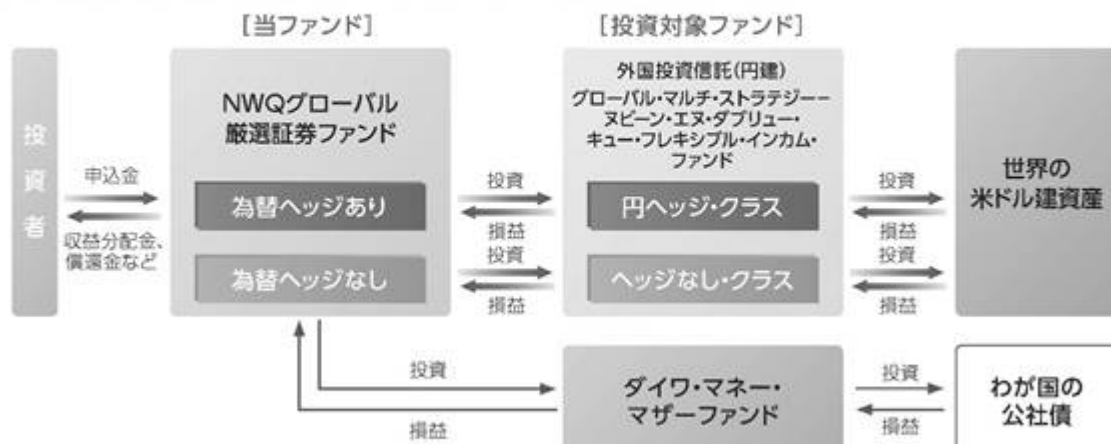 [当ファンド]
[投資対象ファンド]
投資者
申込金
収益分配金、
償還金など
NWQグローバル
厳選証券ファンド
為替ヘッジあり
為替ヘッジなし
投資
損益
投資
損益
外国投資信託(円建)
グローバル・マルチ・ストラテジー－
ヌビーン・エヌ・ダブリュー・
キュー・フレキシブル・インカム・
ファンド
円ヘッジ・クラス
ヘッジなし・クラス
投資
損益
投資
損益
世界の
米ドル建資産
投資
損益
ダイワ・マネー・
マザーファンド
投資
損益
わが国の
公社債